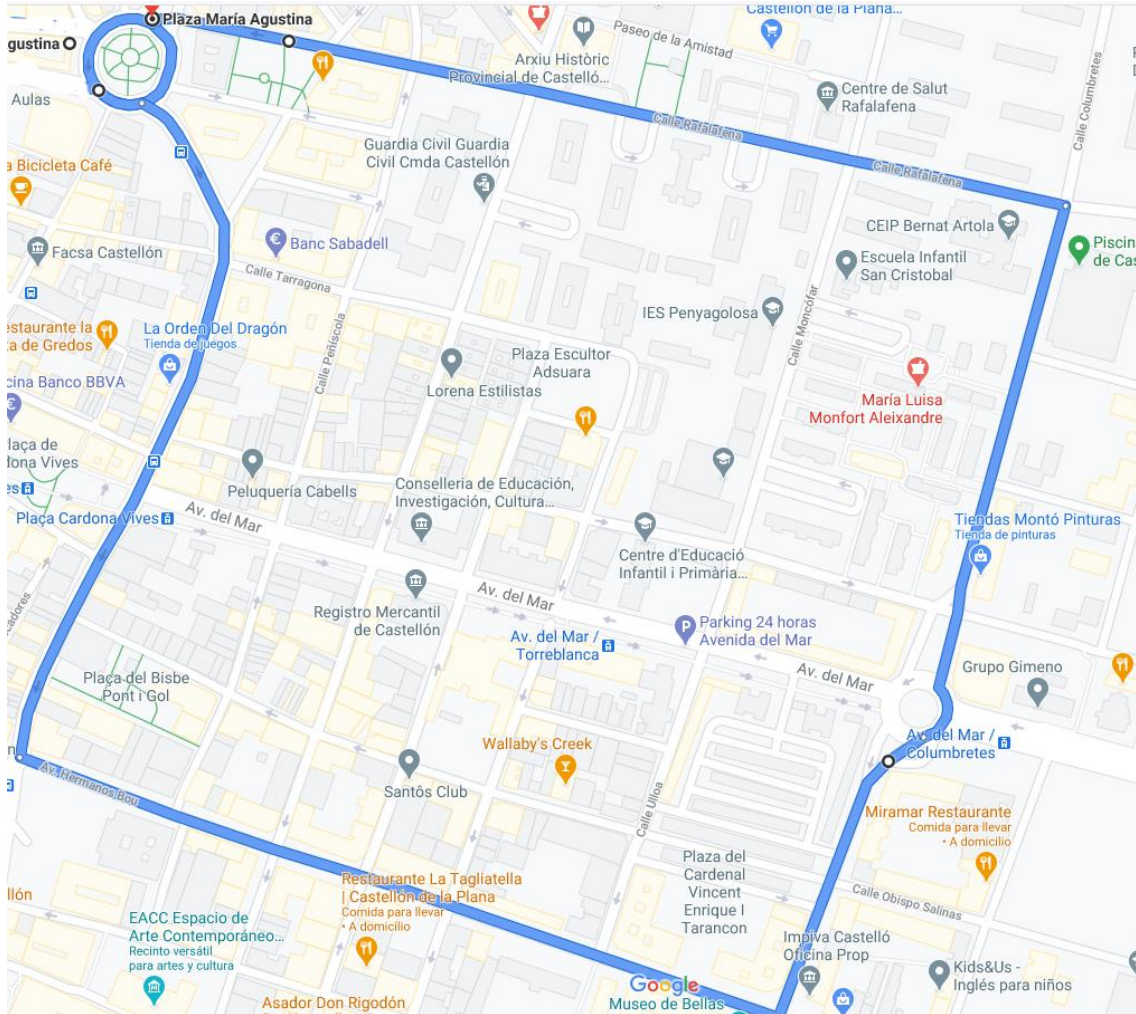 Castellón de la Plana...
Plaza María Agustina
gustina
Paseo de la Amistad
Arxiu Històric
Provincial de Castelló...
Aulas
Centre de Salut
Rafalafena
Calle Columbretes
Calle Rafalafena
Guardia Civil Guardia
Civil Cmda Castellón
a Bicicleta Café
Calle Rafalafena
CEIP Bernat Artola
Banc Sabadell
Facsa Castellón
Piscin
de Cas
Escuela Infantil
San Cristobal
Calle Tarragona
IES Penyagolosa
Calle Moncófar
estaurante la
ta de Gredos
La Orden Del Dragón
Tienda de juegos
Calle Peñíscola
Plaza Escultor
Adsuara
cina Banco BBVA
Lorena Estilistas
María Luisa
Monfort Aleixandre
laça de
dona Vives
Peluquería Cabells
Conselleria de Educación,
Investigación, Cultura...
es
Plaça Cardona Vives
Av. del Mar
Tiendas Montó Pinturas
Tienda de pinturas
Centre d'Educació
Infantil i Primària...
cadores
Registro Mercantil
de Castellón
Av. del Mar
P
Parking 24 horas
Avenida del Mar
Av. del Mar /
Torreblanca
Grupo Gimeno
Plaça del Bisbe
Pont i Gol
Av. del Mar
Av. del Mar /
Columbretes
Wallaby's Creek
n
Av. Hermanos Bou
Santôs Club
Calle Ulloa
Miramar Restaurante
Comida para llevar
• A domicilio
Plaza del
Cardenal
Vincent
Enrique I
Tarancon
Restaurante La Tagliatella
| Castellón de la Plana
Comida para llevar
• A domicilio
llón
Calle Obispo Salinas
EACC Espacio de
Arte Contemporáneo...
Recinto versátil
para artes y cultura
Impiva Castelló
Oficina Prop
Kids&Us -
Inglés para niños
Google
Asador Don Rigodón
Museo de Bellas